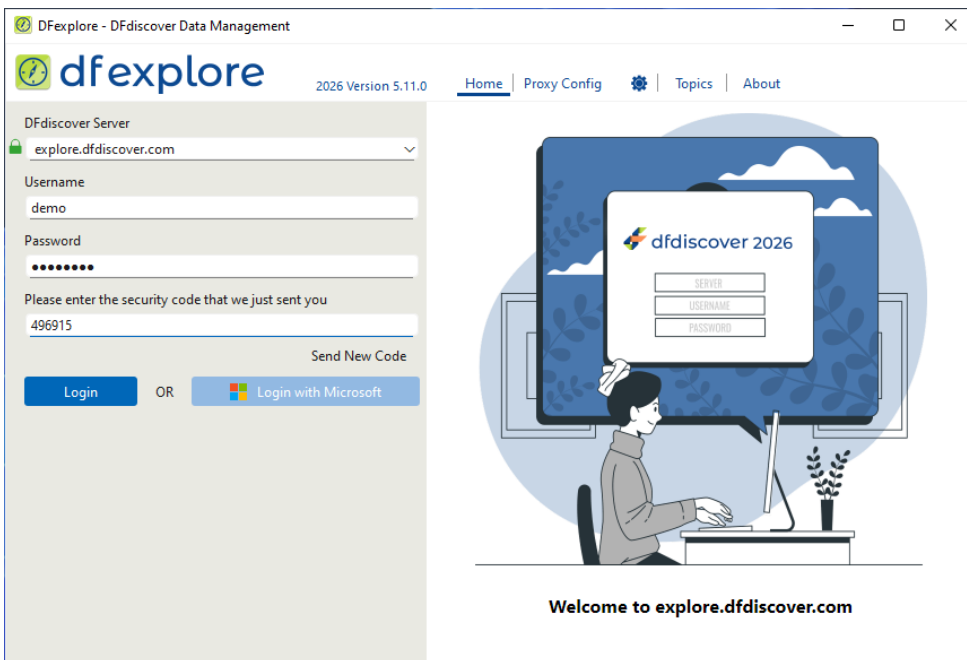 DFexplore - DFdiscover Data Management
dfexplore
2026 Version 5.11.0
Home
Proxy Config
Topics
About
DFdiscover Server
explore.dfdiscover.com
Username
demo
Password
••••••••
Please enter the security code that we just sent you
496915
Send New Code
Login
OR
Login with Microsoft
dfdiscover 2026
SERVER
USERNAME
PASSWORD
Welcome to explore.dfdiscover.com